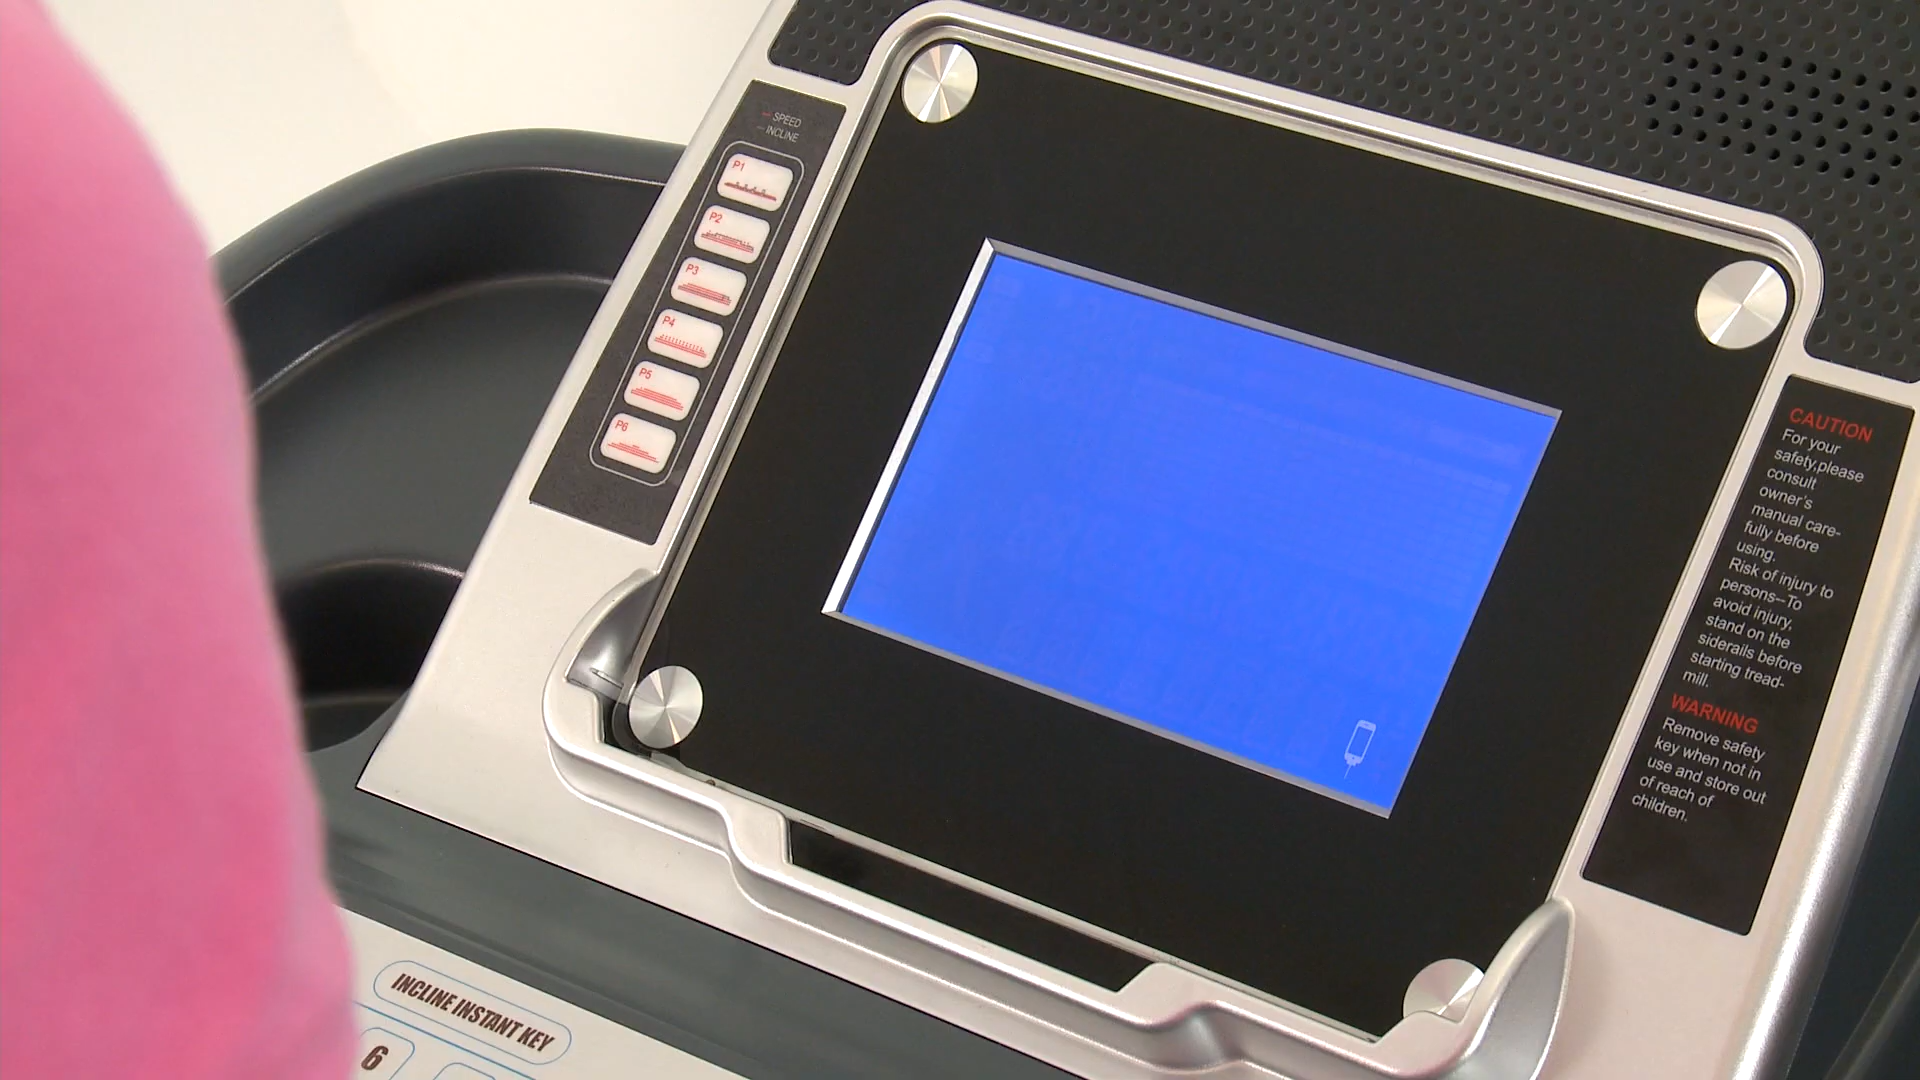 SPEED
INCLINE
P1
P2
P3
P4
P5
P6
CAUTION
For your
safety,please
consult
owner's
manual care-
fully before
using.
Risk of injury to
persons--To
avoid injury,
stand on the
siderails before
starting tread-
mill.
WARNING
Remove safety
key when not in
use and store out
of reach of
children.
INCLINE INSTANT KEY
6